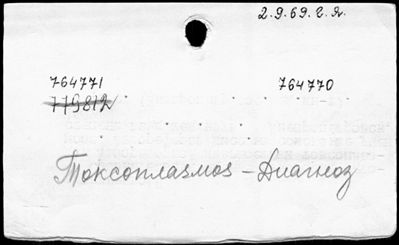 2.9.69.г.Я.
764771 764770
779812
Токсоплазмоз – Диагноз